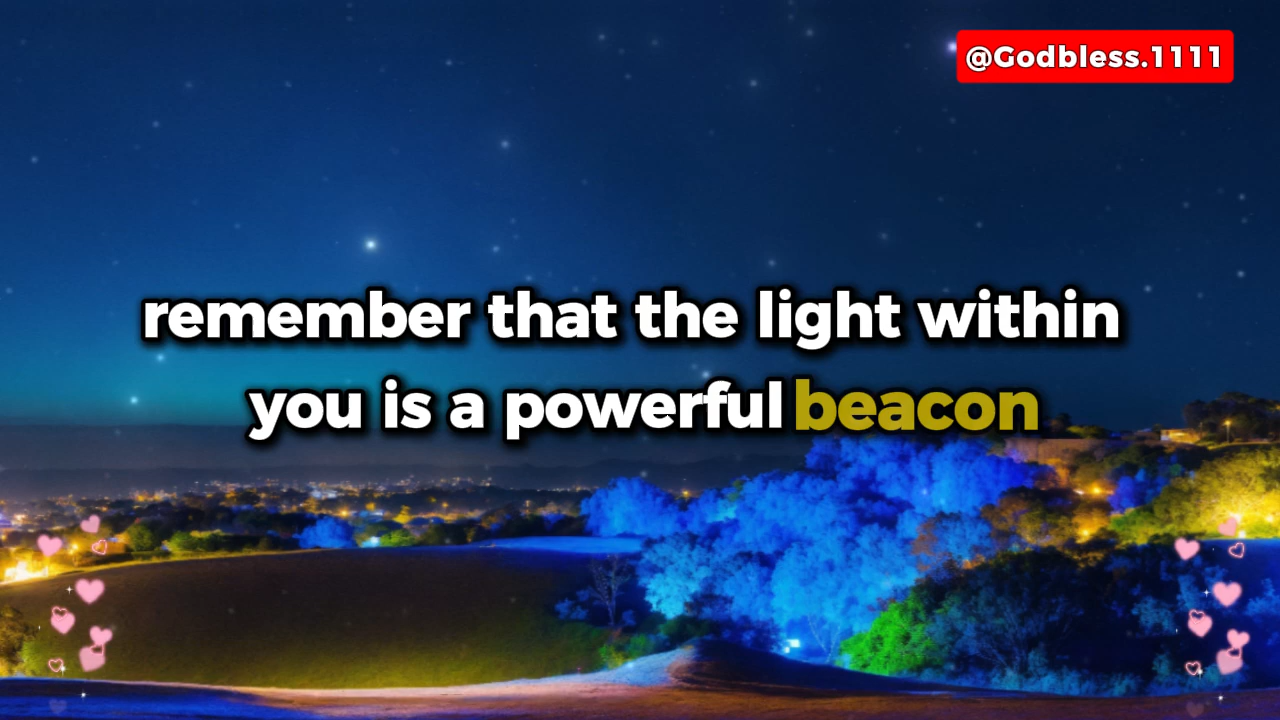 @Godbless.1111
remember that the light within
you is a powerful beacon